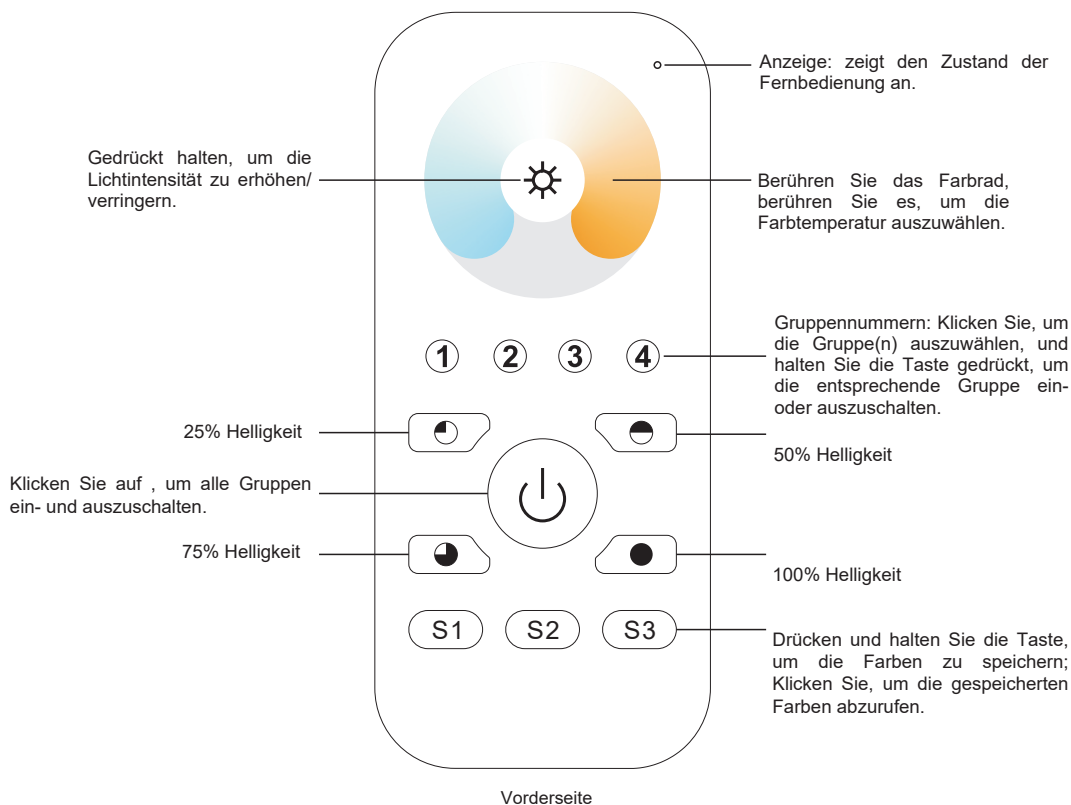 Anzeige: zeigt den Zustand der
Fernbedienung an.
Gedrückt halten, um die
Lichtintensität zu erhöhen/
verringern.
Berühren Sie das Farbrad,
berühren Sie es, um die
Farbtemperatur auszuwählen.
Gruppennummern: Klicken Sie, um
die Gruppe(n) auszuwählen, und
halten Sie die Taste gedrückt, um
die entsprechende Gruppe ein-
oder auszuschalten.
1 2 3 4
25% Helligkeit
50% Helligkeit
Klicken Sie auf , um alle Gruppen
ein- und auszuschalten.
75% Helligkeit
100% Helligkeit
S1 S2 S3
Drücken und halten Sie die Taste,
um die Farben zu speichern;
Klicken Sie, um die gespeicherten
Farben abzurufen.
Vorderseite